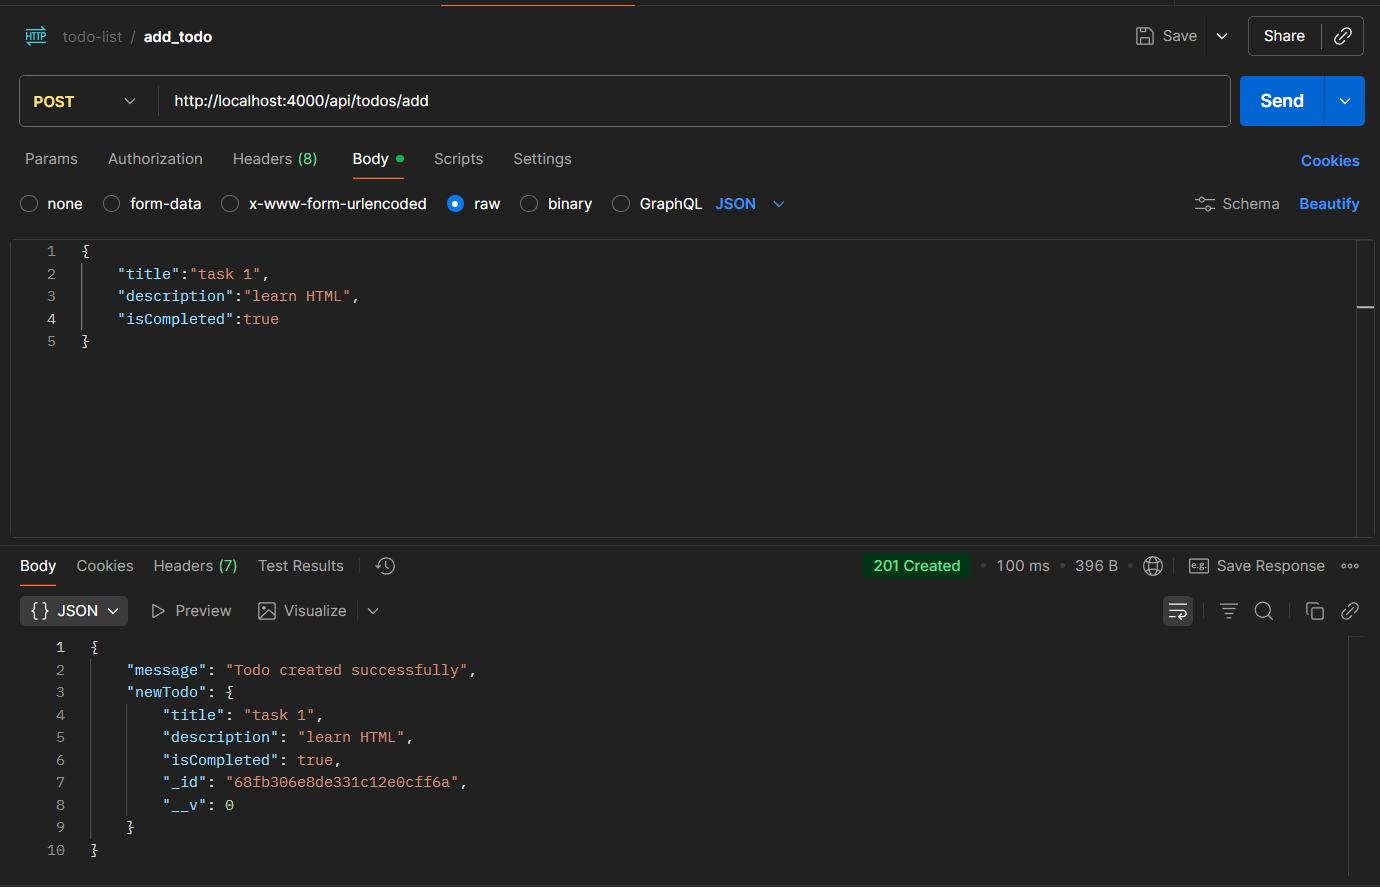 HTTP todo-list / add_todo Save Share
POST http://localhost:4000/api/todos/add Send
Params Authorization Headers (8) Body Scripts Settings Cookies
none form-data x-www-form-urlencoded raw binary GraphQL JSON Schema Beautify
1 {
2 "title":"task 1",
3 "description":"learn HTML",
4 "isCompleted":true
5 }
Body Cookies Headers (7) Test Results 201 Created • 100 ms • 396 B • e.g. Save Response
{} JSON Preview Visualize
1 {
2 "message": "Todo created successfully",
3 "newTodo": {
4 "title": "task 1",
5 "description": "learn HTML",
6 "isCompleted": true,
7 "_id": "68fb306e8de331c12e0cff6a",
8 "__v": 0
9 }
10 }